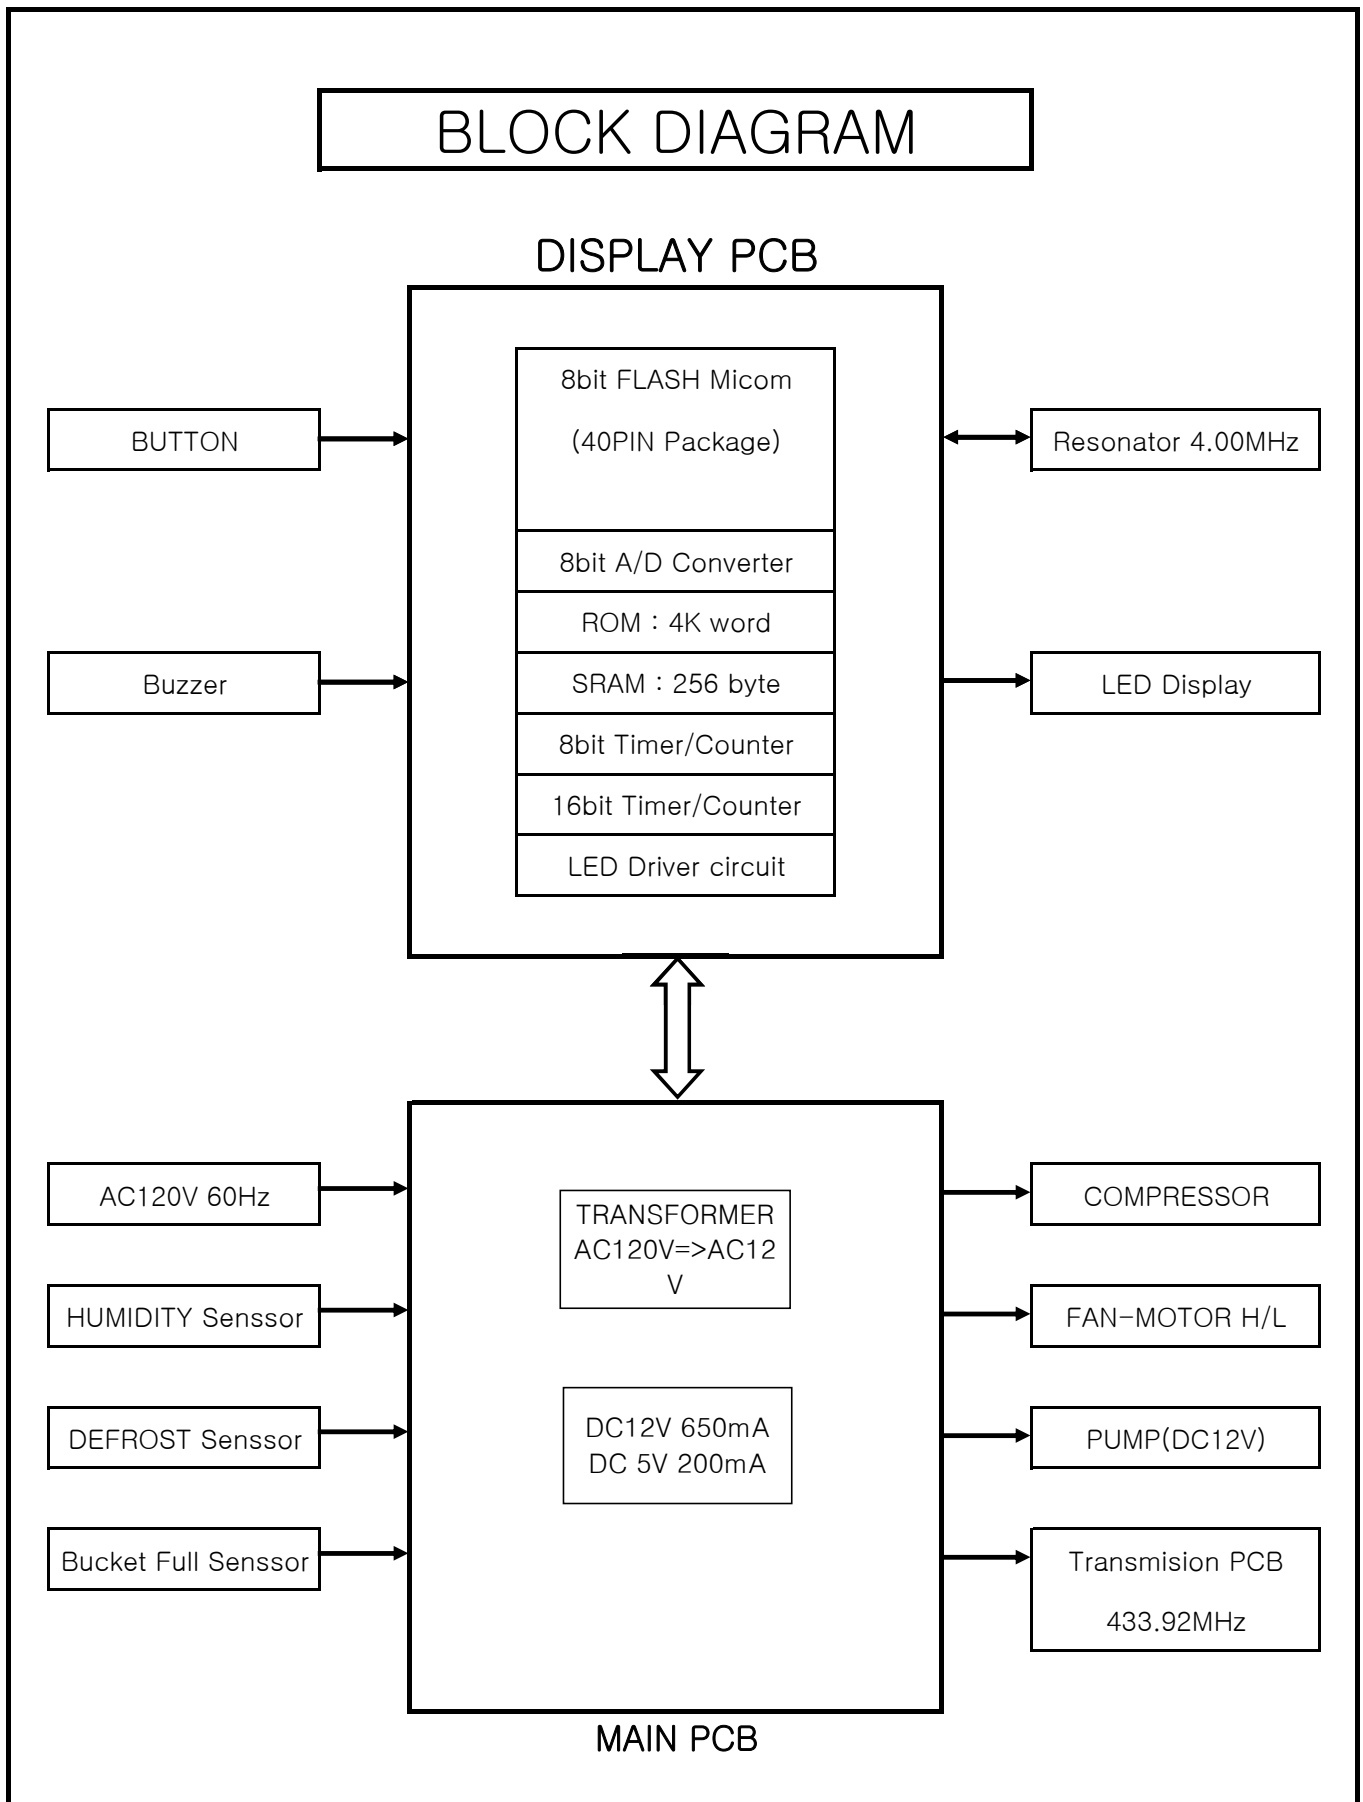 BLOCK DIAGRAM
DISPLAY PCB
8bit FLASH Micom
(40PIN Package)
BUTTON
Resonator 4.00MHz
8bit A/D Converter
ROM : 4K word
Buzzer
SRAM : 256 byte
LED Display
8bit Timer/Counter
16bit Timer/Counter
LED Driver circuit
AC120V 60Hz
HUMIDITY Senssor
DEFROST Senssor
Bucket Full Senssor
TRANSFORMER
AC120V=>AC12
V
DC12V 650mA
DC 5V 200mA
COMPRESSOR
FAN-MOTOR H/L
PUMP(DC12V)
Transmision PCB
433.92MHz
MAIN PCB